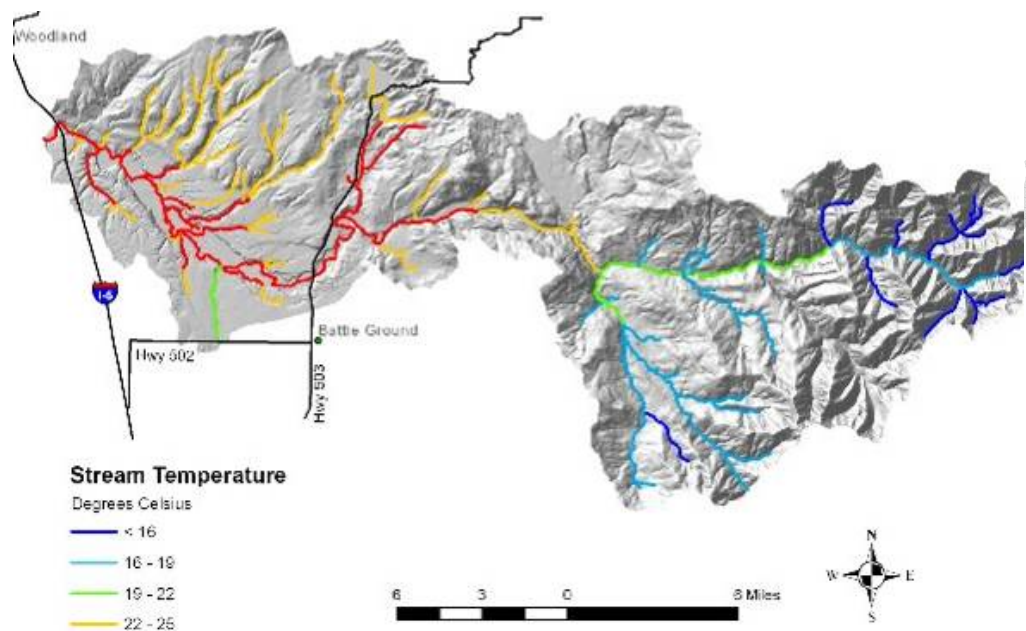 Woodland
I-5
Battle Ground
Hwy 502
Hwy 503
Stream Temperature
Degrees Celsius
< 16
16 - 19
19 - 22
22 - 25
N
W
E
S
6
3
0
6 Miles